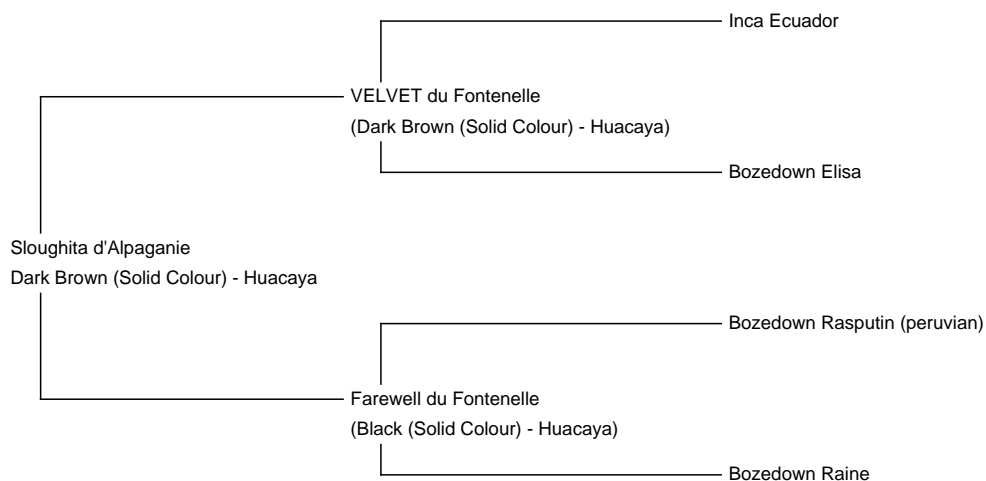 Inca Ecuador
VELVET du Fontenelle
(Dark Brown (Solid Colour) - Huacaya)
Bozedown Elisa
Sloughita d'Alpaganie
Dark Brown (Solid Colour) - Huacaya
Bozedown Rasputin (peruvian)
Farewell du Fontenelle
(Black (Solid Colour) - Huacaya)
Bozedown Raine